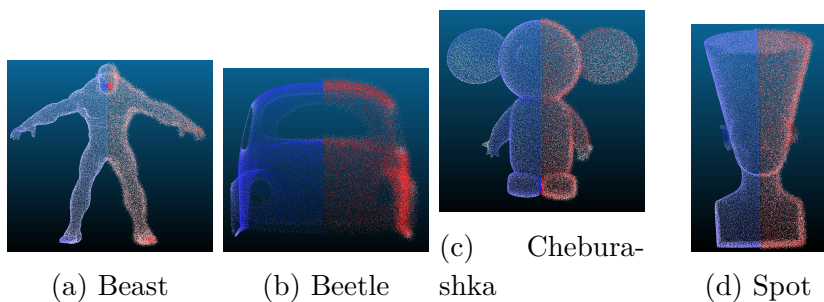 (a) Beast
(b) Beetle
(c) Chebura-
shka
(d) Spot